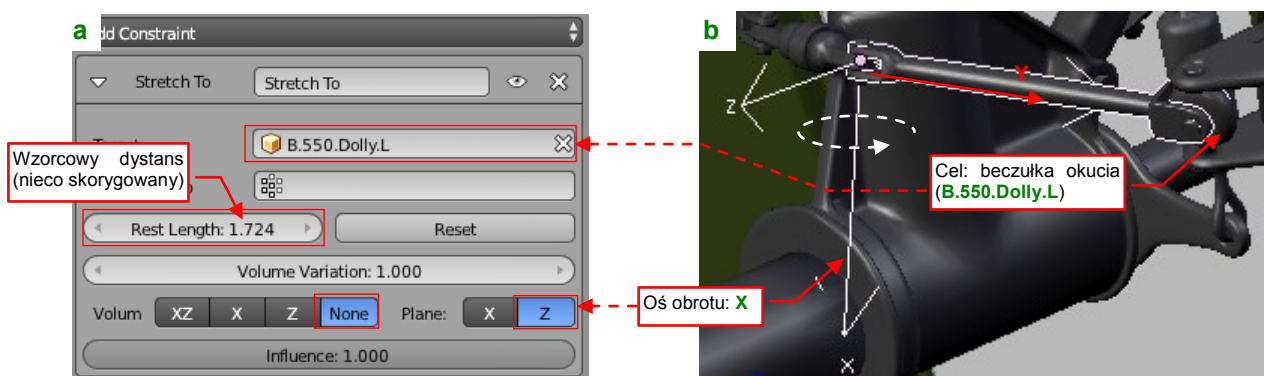 a
dd Constraint
Stretch To
Stretch To
B.550.Dolly.L
Wzorcowy dystans
(nieco skorygowany)
Rest Length: 1.724
Reset
Volume Variation: 1.000
Volum
XZ
X
Z
None
Plane:
X
Z
Influence: 1.000
b
Y
Z
Cel: beczułka okucia
(B.550.Dolly.L)
Oś obrotu: X
X